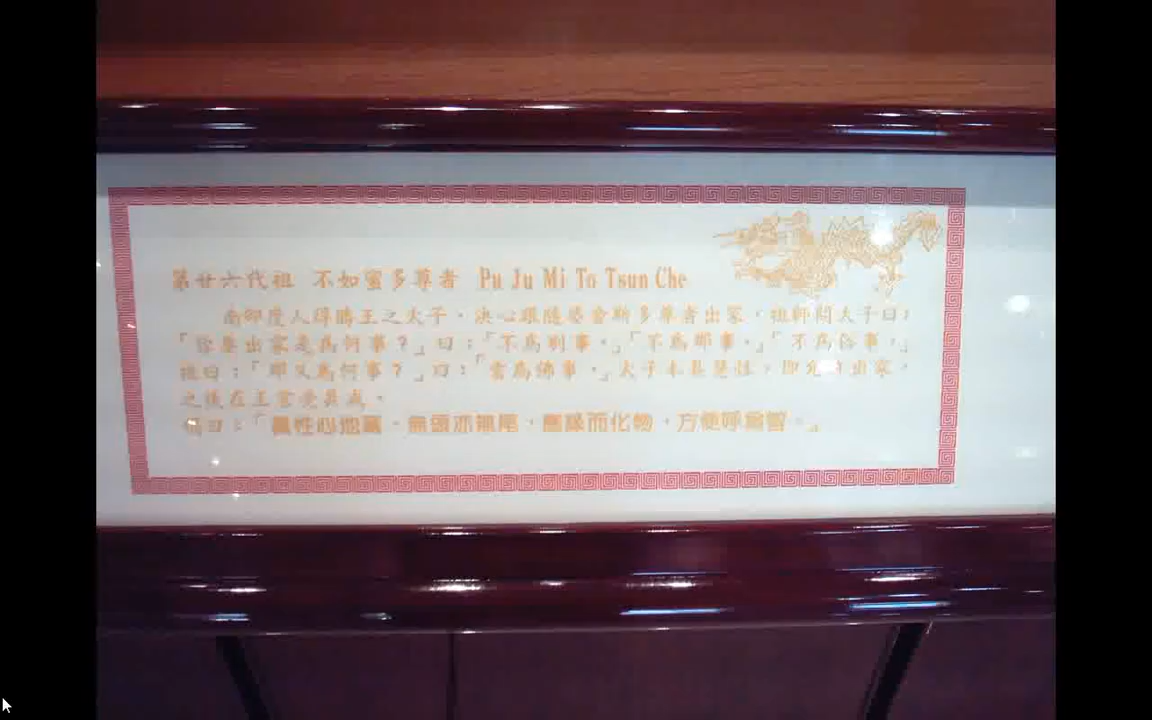 第廿六代祖 不如蜜多尊者 Pu Ju Mi To Tsun Che
南印度人得勝王之太子,決心跟隨婆舍斯多尊者出家,祖師問太子曰:
「你要出家是為何事?」曰:「不為別事。」「不為那事。」「不為俗事。」
祖曰:「那又為何事?」曰:「當為佛事。」太子本具慧性,即允許出家,
之後在王宮受具戒。
偈曰:「真性心地藏,無頭亦無尾,應緣而化物,方便呼為智。」